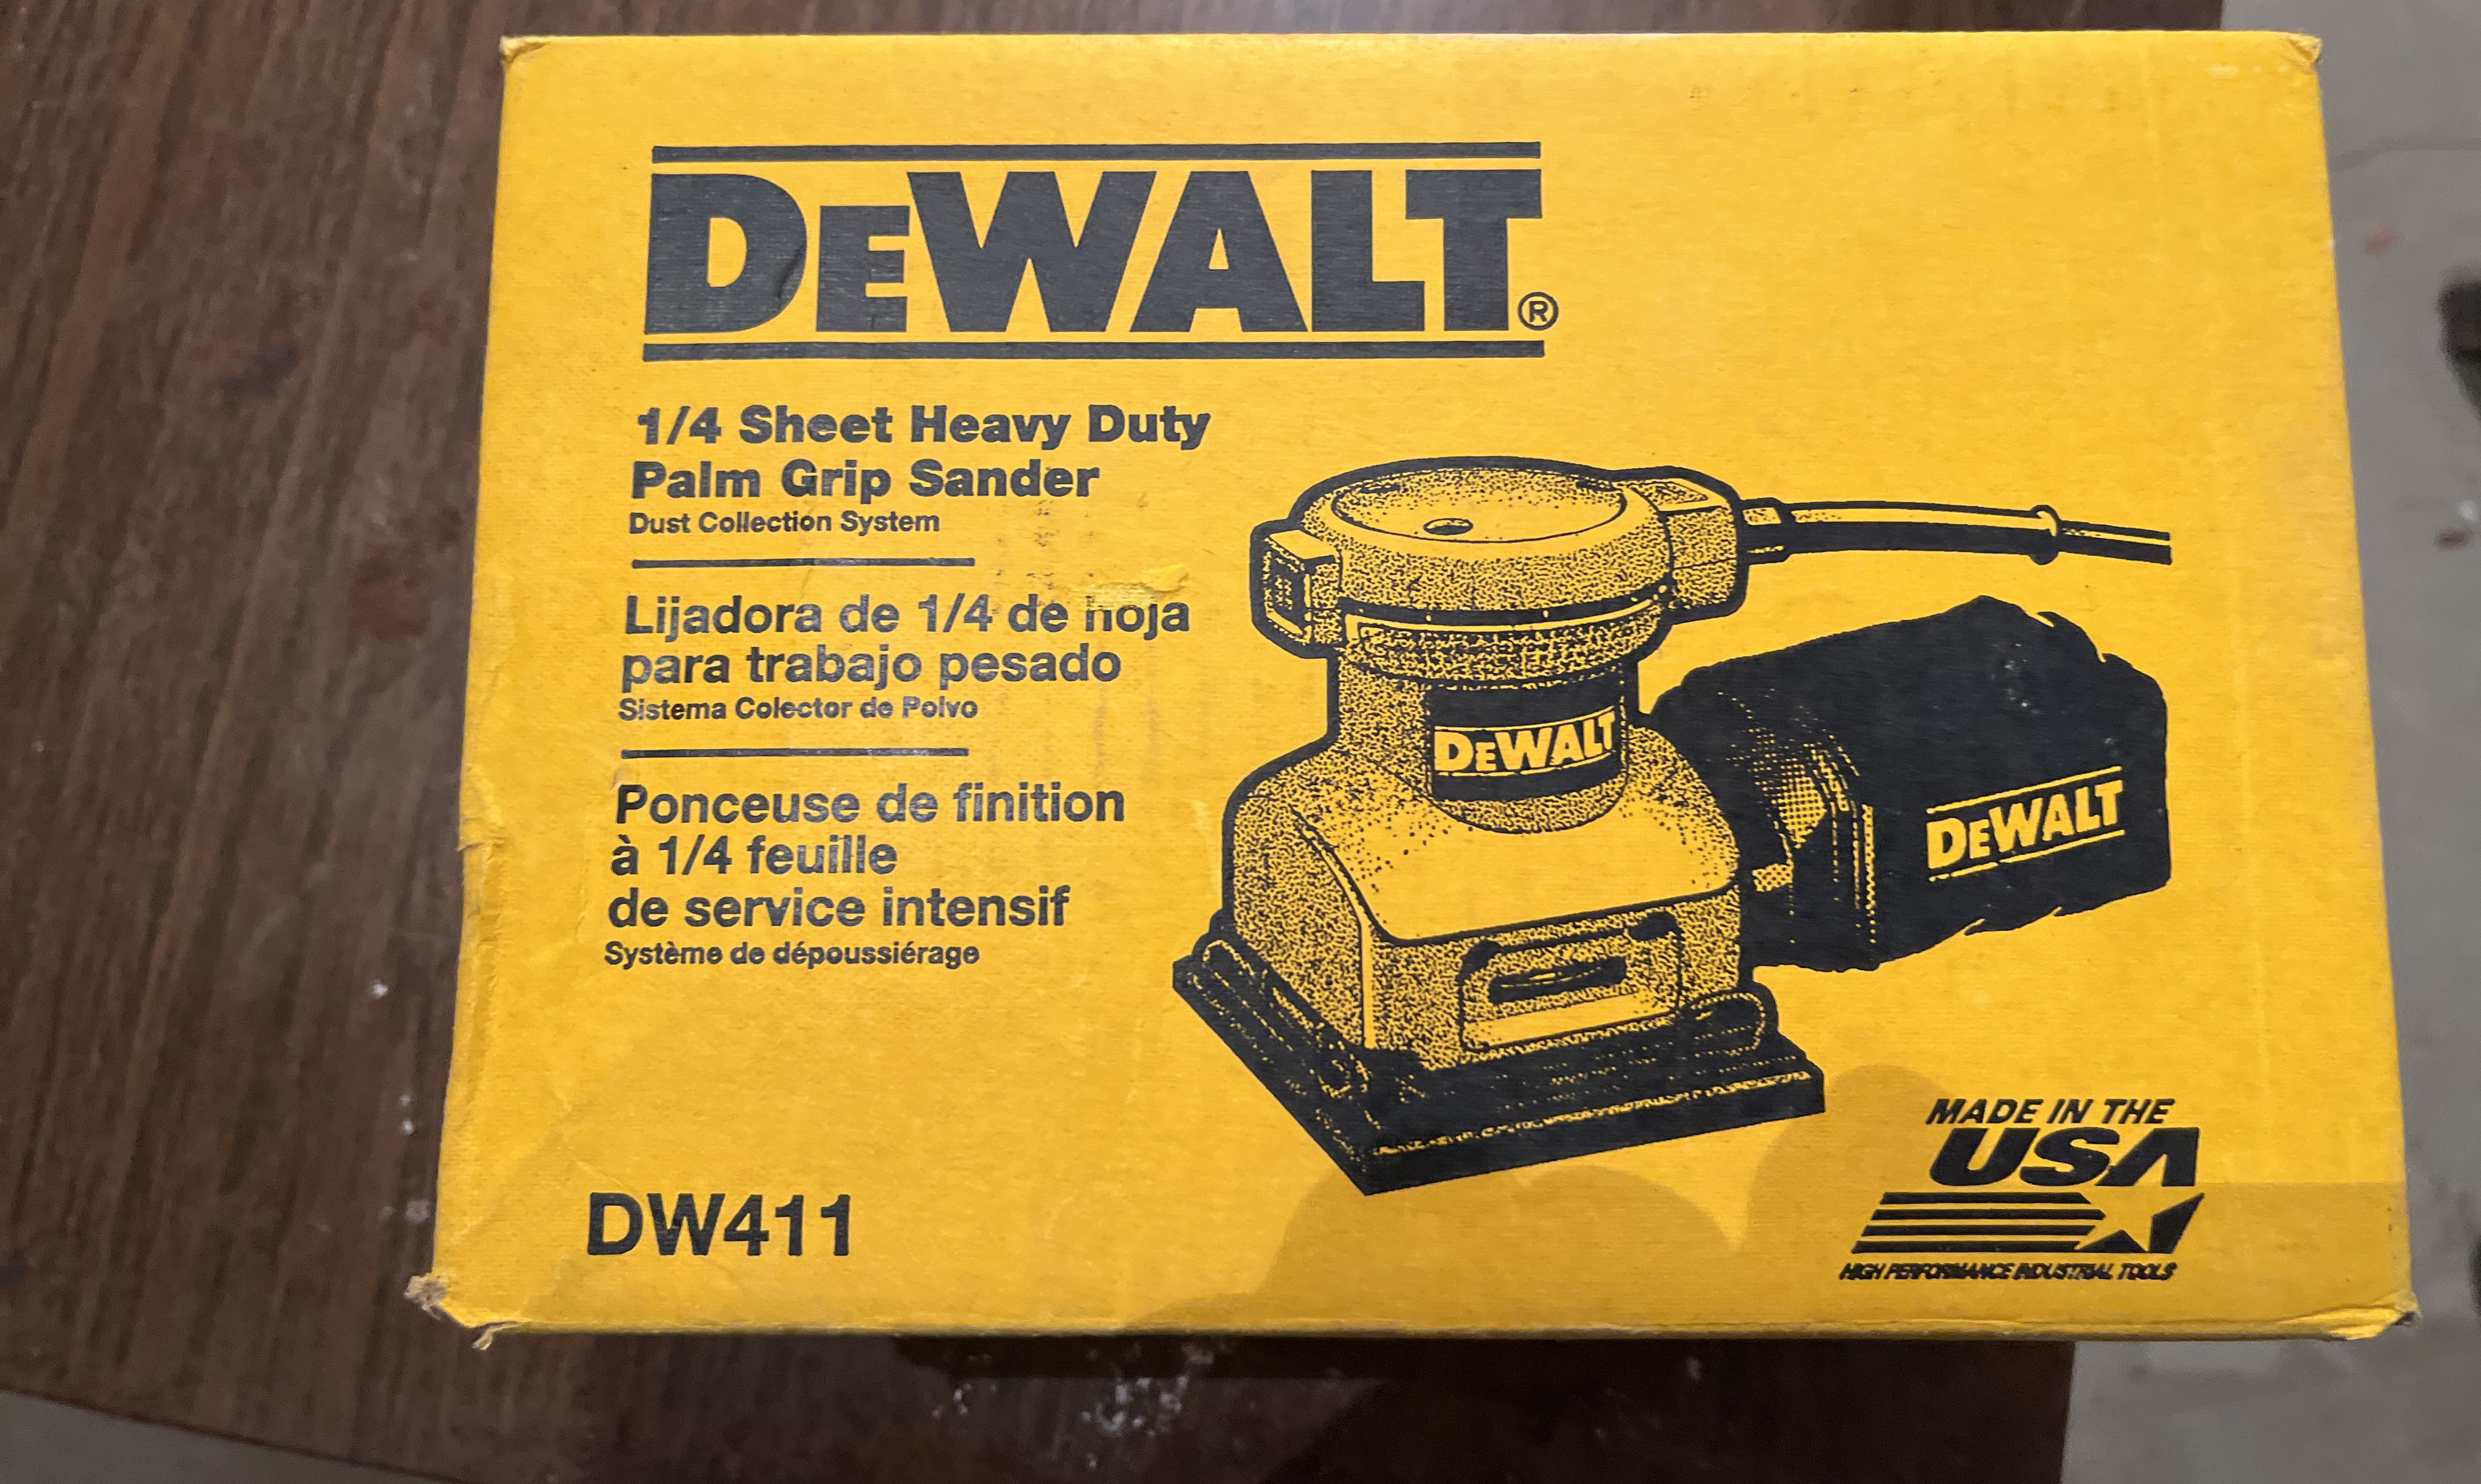 DEWALT®
1/4 Sheet Heavy Duty
Palm Grip Sander
Dust Collection System
Lijadora de 1/4 de hoja
para trabajo pesado
Sistema Colector de Polvo
Ponceuse de finition
à 1/4 feuille
de service intensif
Système de dépoussiérage
DW411
DEWALT
DEWALT
MADE IN THE
USA
HIGH PERFORMANCE INDUSTRIAL TOOLS